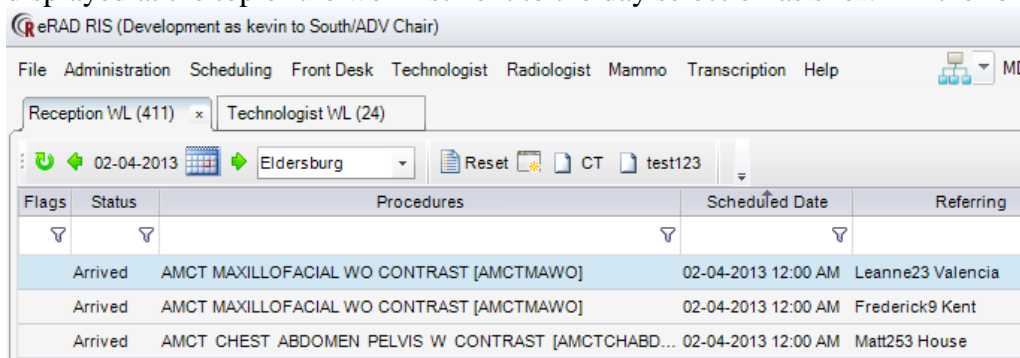 eRAD RIS (Development as kevin to South/ADV Chair)
File Administration Scheduling Front Desk Technologist Radiologist Mammo Transcription Help
Reception WL (411) x Technologist WL (24)
02-04-2013 Eldersburg Reset CT test123
Flags Status Procedures Scheduled Date Referring
Arrived AMCT MAXILLOFACIAL WO CONTRAST [AMCTMAWO] 02-04-2013 12:00 AM Leanne23 Valencia
Arrived AMCT MAXILLOFACIAL WO CONTRAST [AMCTMAWO] 02-04-2013 12:00 AM Frederick9 Kent
Arrived AMCT CHEST ABDOMEN PELVIS W CONTRAST [AMCTCHABD... 02-04-2013 12:00 AM Matt253 House